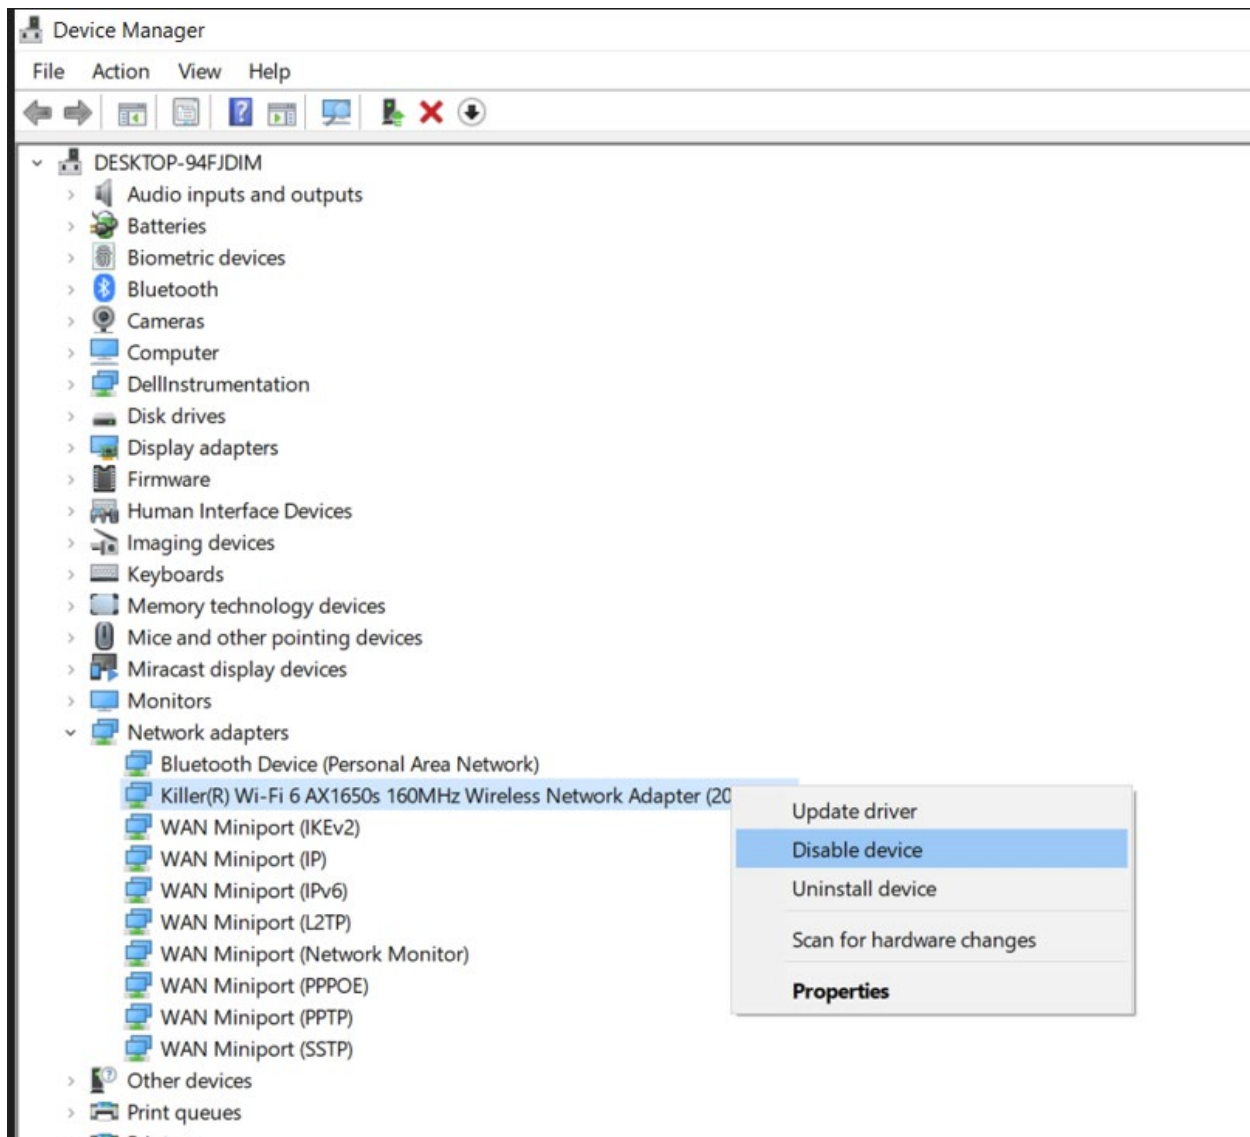 Device Manager
File Action View Help
DESKTOP-94FJDIM
Audio inputs and outputs
Batteries
Biometric devices
Bluetooth
Cameras
Computer
DellInstrumentation
Disk drives
Display adapters
Firmware
Human Interface Devices
Imaging devices
Keyboards
Memory technology devices
Mice and other pointing devices
Miracast display devices
Monitors
Network adapters
Bluetooth Device (Personal Area Network)
Killer(R) Wi-Fi 6 AX1650s 160MHz Wireless Network Adapter (20
WAN Miniport (IKEv2)
WAN Miniport (IP)
WAN Miniport (IPv6)
WAN Miniport (L2TP)
WAN Miniport (Network Monitor)
WAN Miniport (PPPOE)
WAN Miniport (PPTP)
WAN Miniport (SSTP)
Other devices
Print queues
Update driver
Disable device
Uninstall device
Scan for hardware changes
Properties